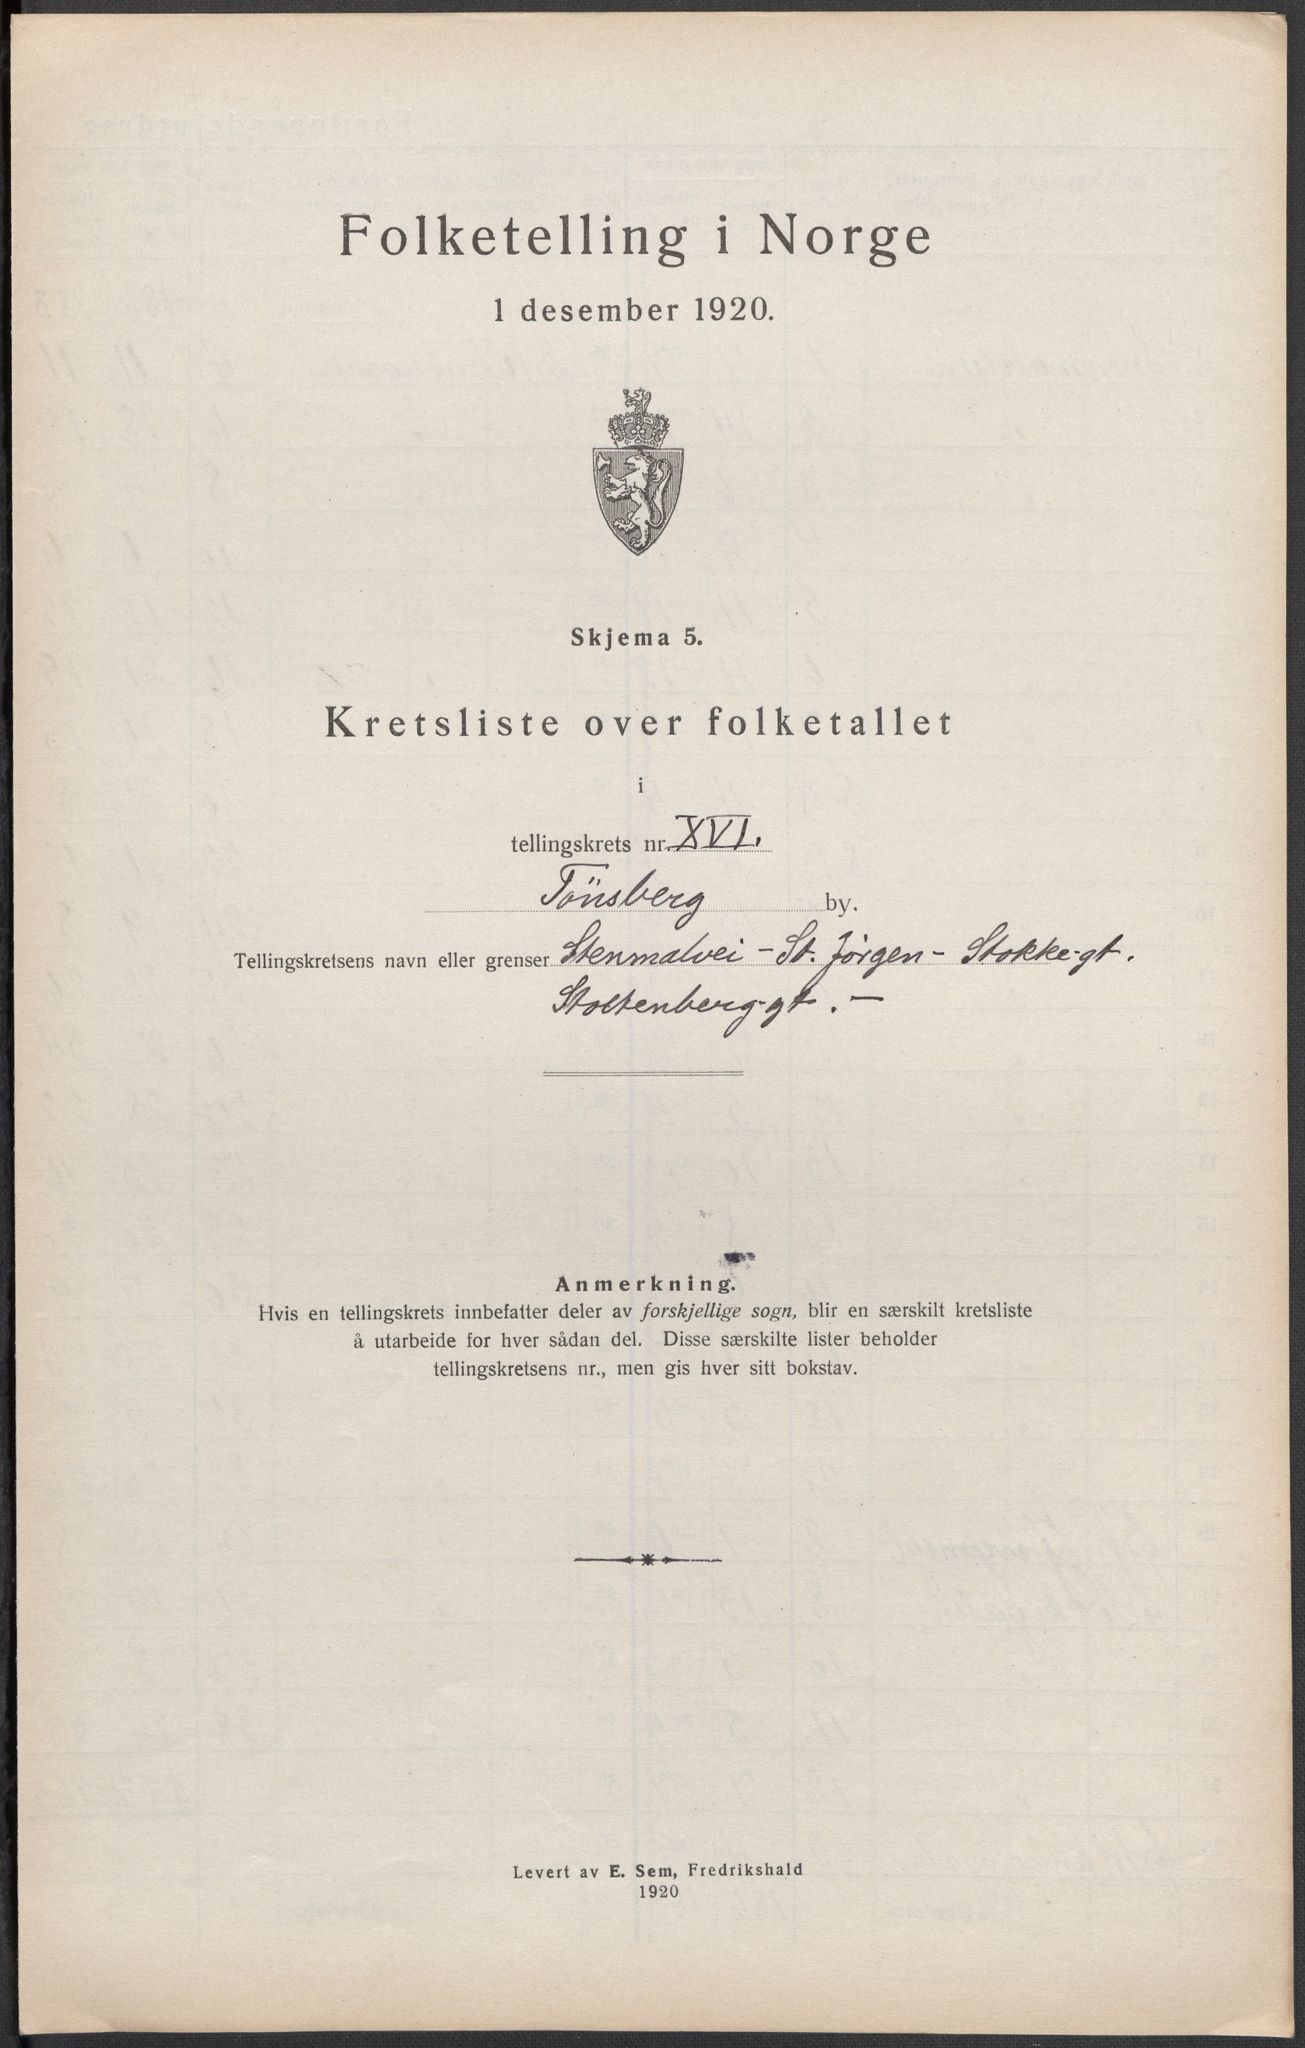 Folketelling i Norge
1 desember 1920.
Skjema 5.
Kretsliste over folketallet
i
tellingskrets nr. XVI.
Tönsberg by.
Tellingskretsens navn eller grenser Stenmalvei - St. Jørgen - Stokke-gt.
Stoltenberg-gt. -
Anmerkning.
Hvis en tellingskrets innbefatter deler av forskjellige sogn, blir en særskilt kretsliste
å utarbeide for hver sådan del. Disse særskilte lister beholder
tellingskretsens nr., men gis hver sitt bokstav.
Levert av E. Sem, Fredrikshald
1920